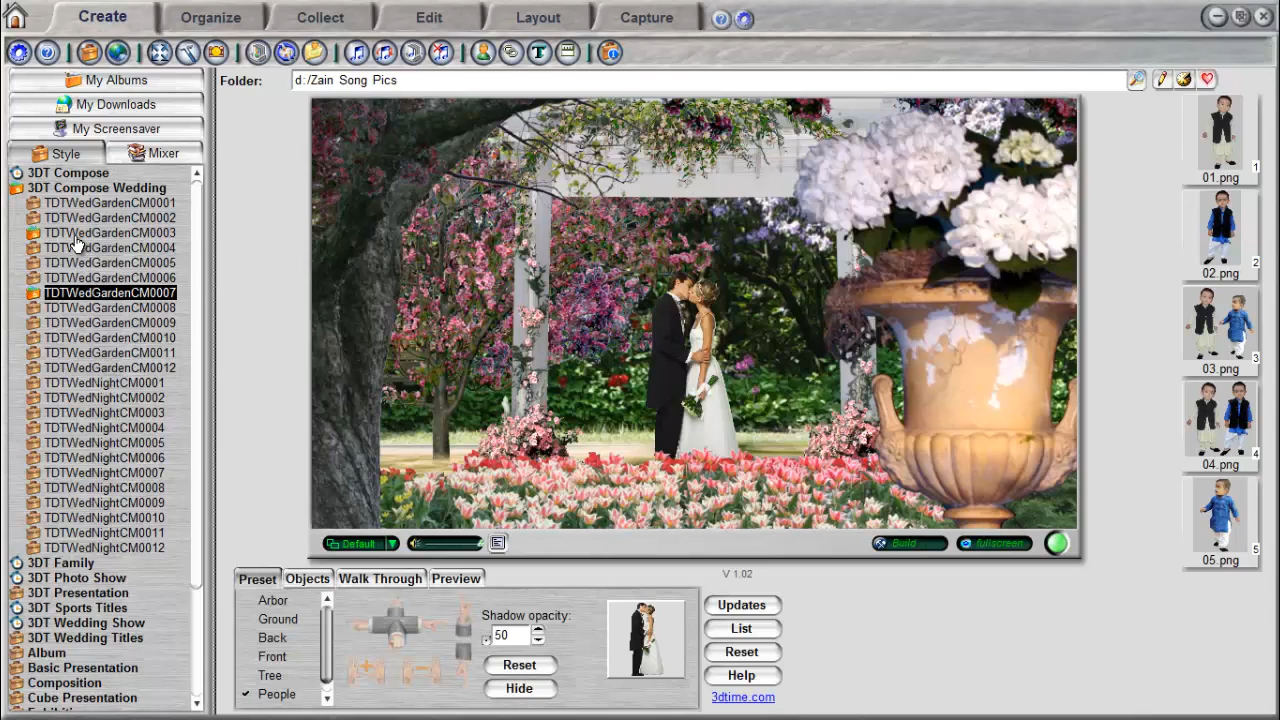 Create
Organize
Collect
Edit
Layout
Capture
My Albums
My Downloads
My Screensaver
Style
Mixer
Folder:
d:/Zain Song Pics
3DT Compose
3DT Compose Wedding
TDTWedGardenCM0001
TDTWedGardenCM0002
TDTWedGardenCM0003
TDTWedGardenCM0004
TDTWedGardenCM0005
TDTWedGardenCM0006
TDTWedGardenCM0007
TDTWedGardenCM0008
TDTWedGardenCM0009
TDTWedGardenCM0010
TDTWedGardenCM0011
TDTWedGardenCM0012
TDTWedNightCM0001
TDTWedNightCM0002
TDTWedNightCM0003
TDTWedNightCM0004
TDTWedNightCM0005
TDTWedNightCM0006
TDTWedNightCM0007
TDTWedNightCM0008
TDTWedNightCM0009
TDTWedNightCM0010
TDTWedNightCM0011
TDTWedNightCM0012
3DT Family
3DT Photo Show
3DT Presentation
3DT Sports Titles
3DT Wedding Show
3DT Wedding Titles
Album
Basic Presentation
Composition
Cube Presentation
Default
Build
fullscreen
Preset
Objects
Walk Through
Preview
V 1.02
Arbor
Ground
Back
Front
Tree
People
Shadow opacity:
50
Reset
Hide
Updates
List
Reset
Help
3dtime.com
1
01.png
2
02.png
3
03.png
4
04.png
5
05.png